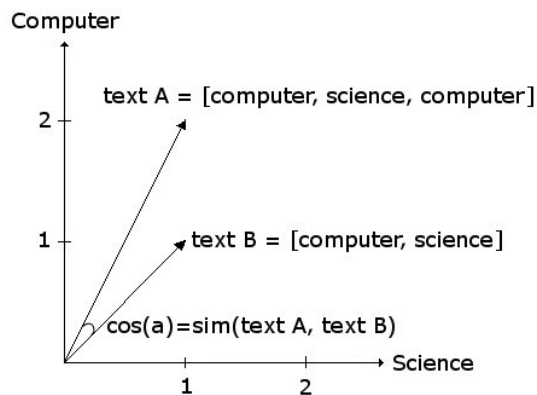 Computer
text A = [computer, science, computer]
2
1
text B = [computer, science]
cos(a)=sim(text A, text B)
Science
1
2